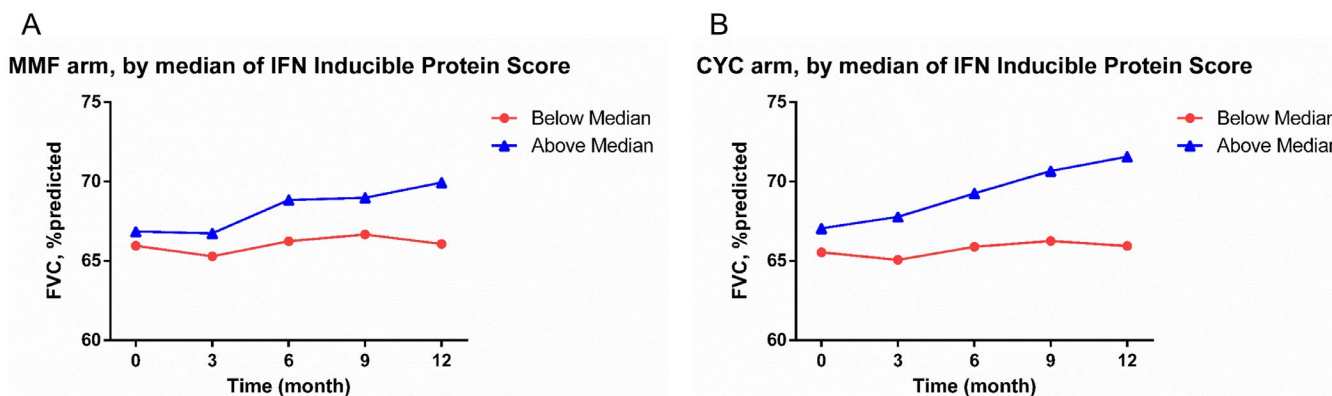 A
MMF arm, by median of IFN Inducible Protein Score
75
70
65
60
FVC, %predicted
0 3 6 9 12
Time (month)
Below Median
Above Median
B
CYC arm, by median of IFN Inducible Protein Score
75
70
65
60
FVC, %predicted
0 3 6 9 12
Time (month)
Below Median
Above Median